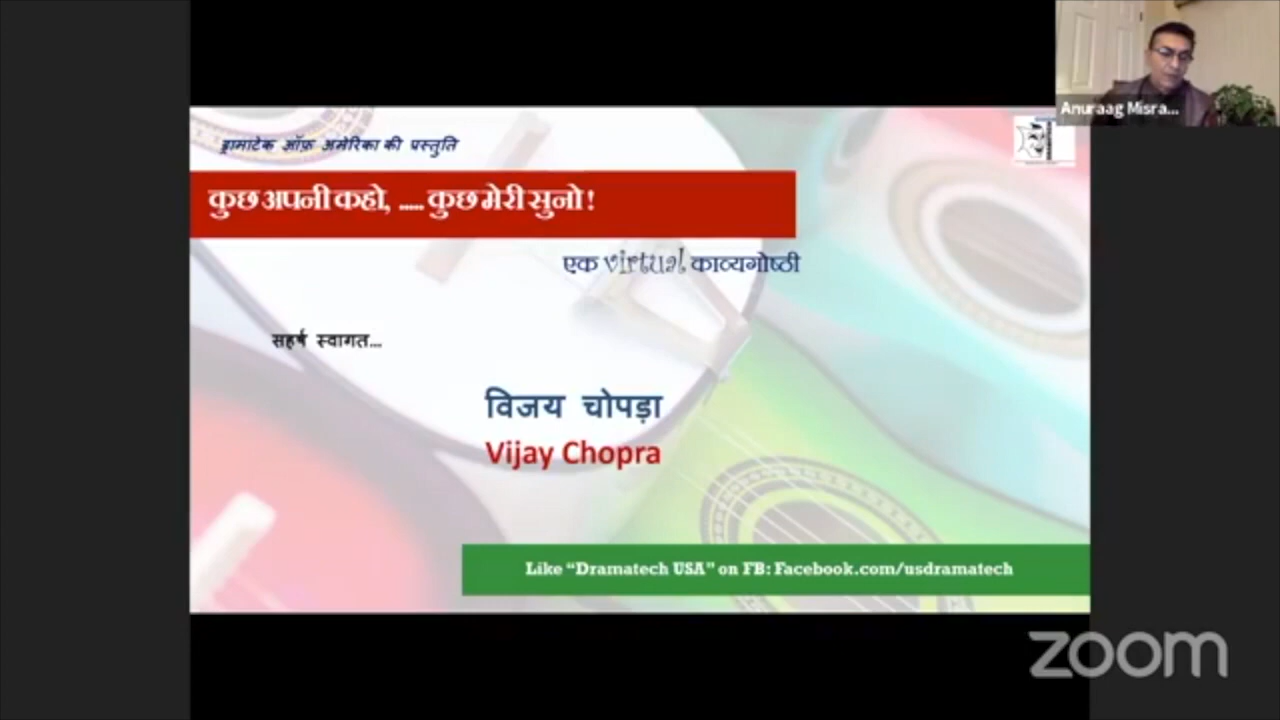 Anuraag Misra...
ड्रामाटेक ऑफ़ अमेरिका की प्रस्तुति
कुछ अपनी कहो, ..... कुछ मेरी सुनो !
एक virtual काव्यगोष्ठी
सहर्ष स्वागत...
विजय चोपड़ा
Vijay Chopra
Like “Dramatech USA” on FB: Facebook.com/usdramatech
zoom